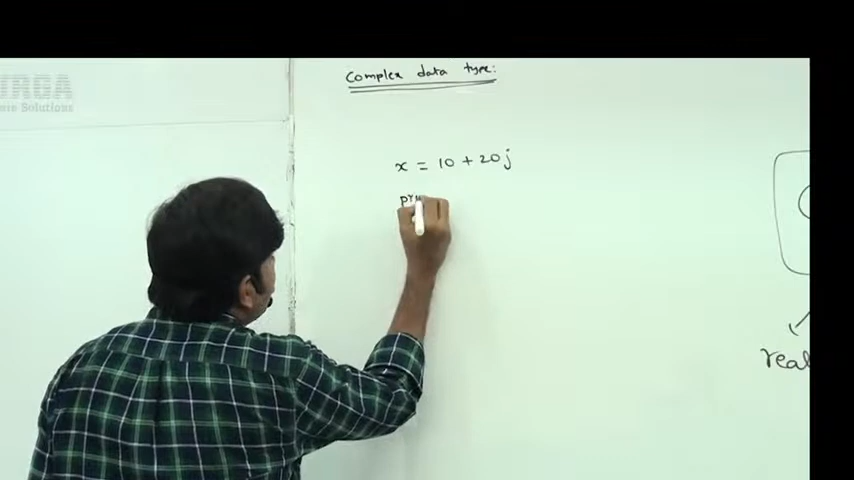 Complex data type:
x = 10 + 20j
real